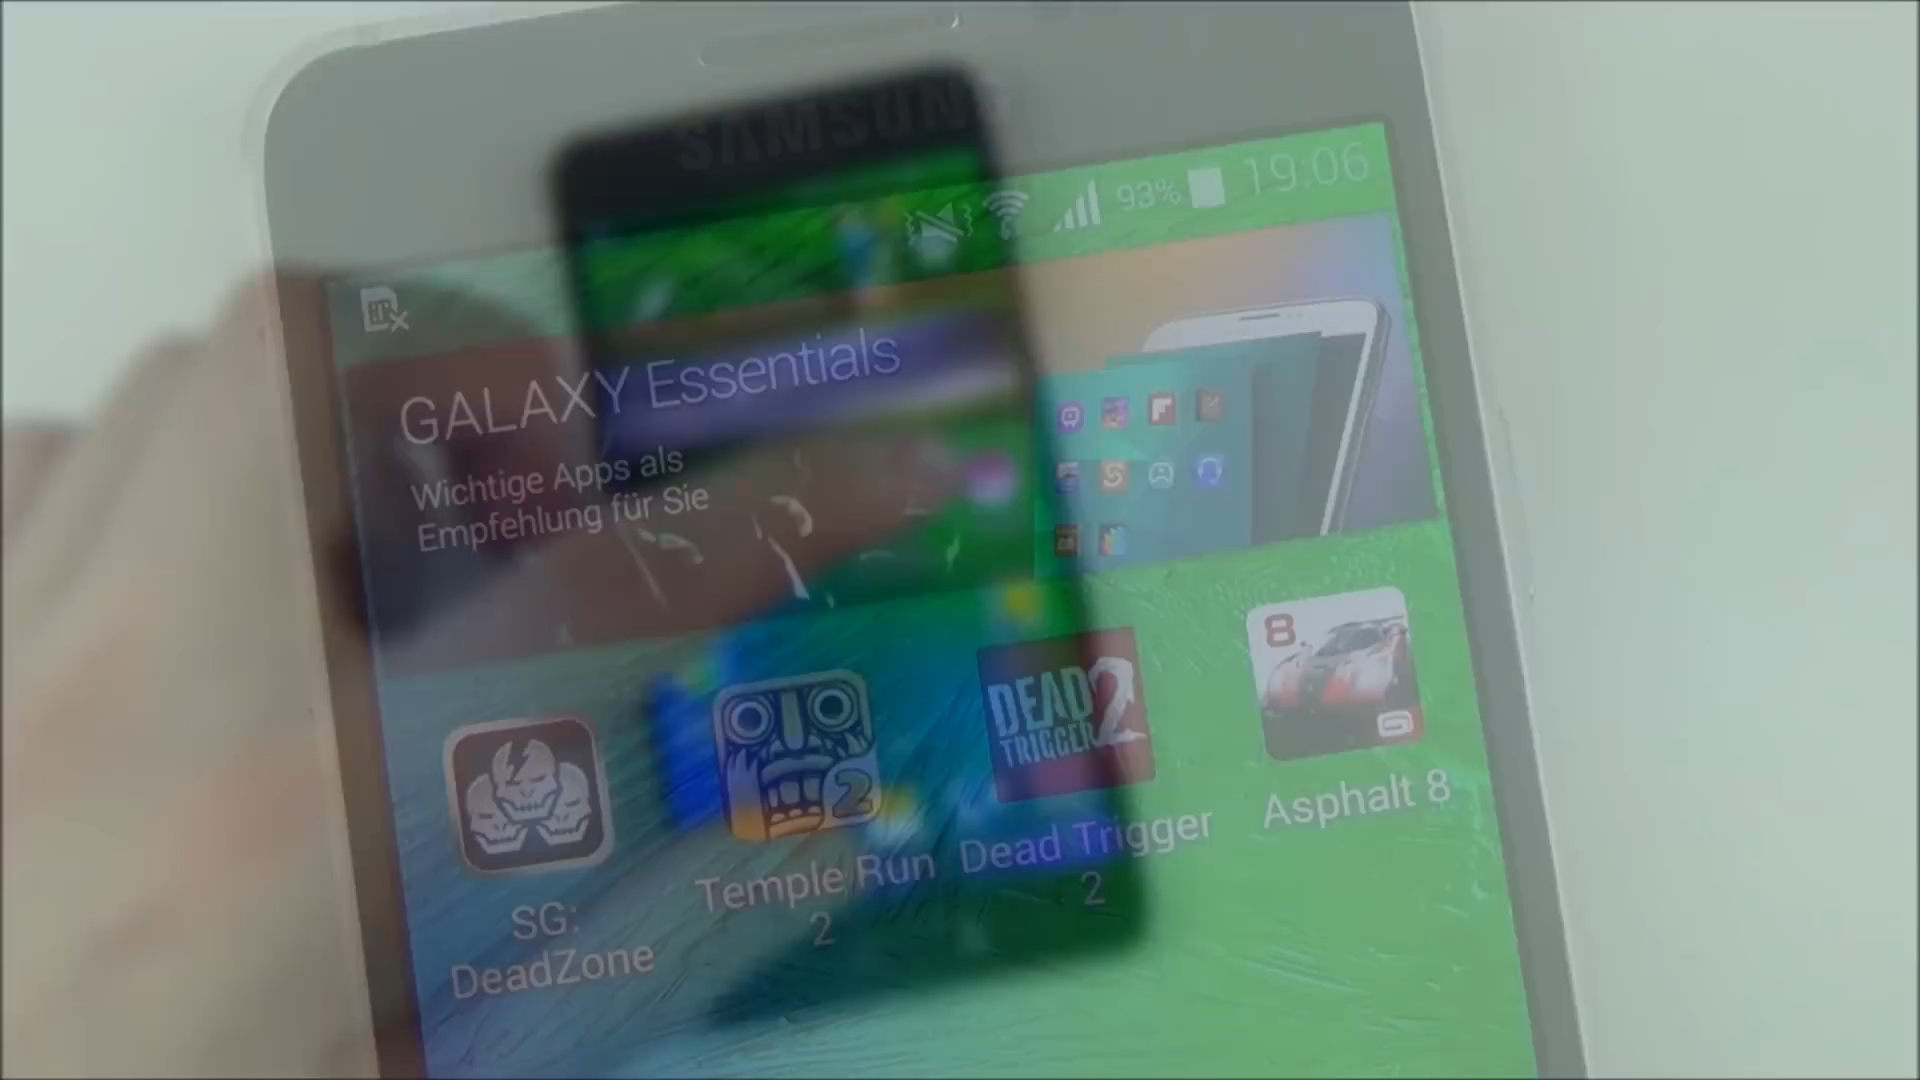 SAMSUNG
93% 19:06
GALAXY Essentials
Wichtige Apps als
Empfehlung für Sie
8
2
DEAD
TRIGGER 2
SG:
DeadZone
Temple Run
2
Dead Trigger
2
Asphalt 8